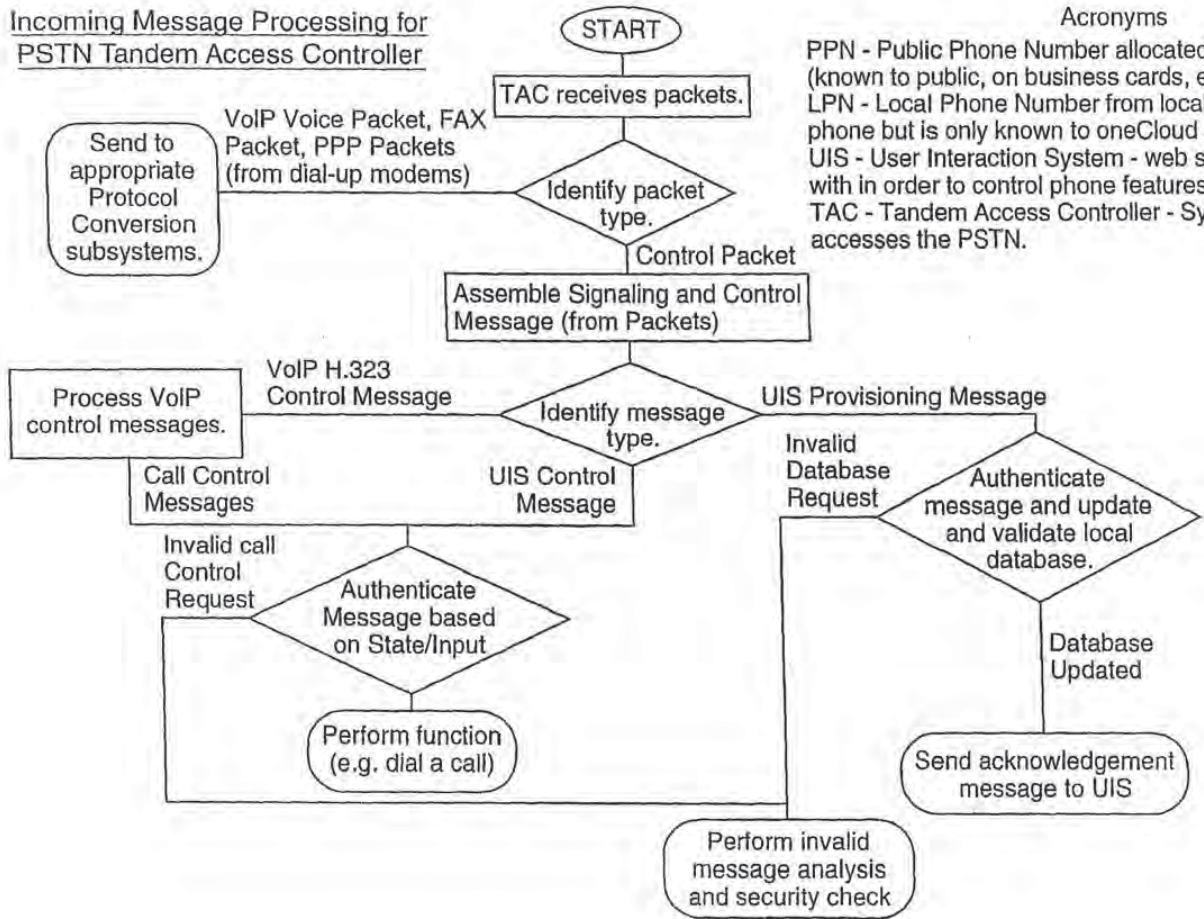 Incoming Message Processing for
PSTN Tandem Access Controller
START
Acronyms
PPN - Public Phone Number allocated
(known to public, on business cards, e
LPN - Local Phone Number from local
phone but is only known to oneCloud
UIS - User Interaction System - web s
with in order to control phone features
TAC - Tandem Access Controller - Sy
accesses the PSTN.
TAC receives packets.
VoIP Voice Packet, FAX
Packet, PPP Packets
(from dial-up modems)
Send to
appropriate
Protocol
Conversion
subsystems.
Identify packet
type.
Control Packet
Assemble Signaling and Control
Message (from Packets)
VoIP H.323
Control Message
Process VoIP
control messages.
Identify message
type.
UIS Provisioning Message
Call Control
Messages
UIS Control
Message
Invalid
Database
Request
Authenticate
message and update
and validate local
database.
Invalid call
Control
Request
Authenticate
Message based
on State/Input
Database
Updated
Perform function
(e.g. dial a call)
Send acknowledgement
message to UIS
Perform invalid
message analysis
and security check